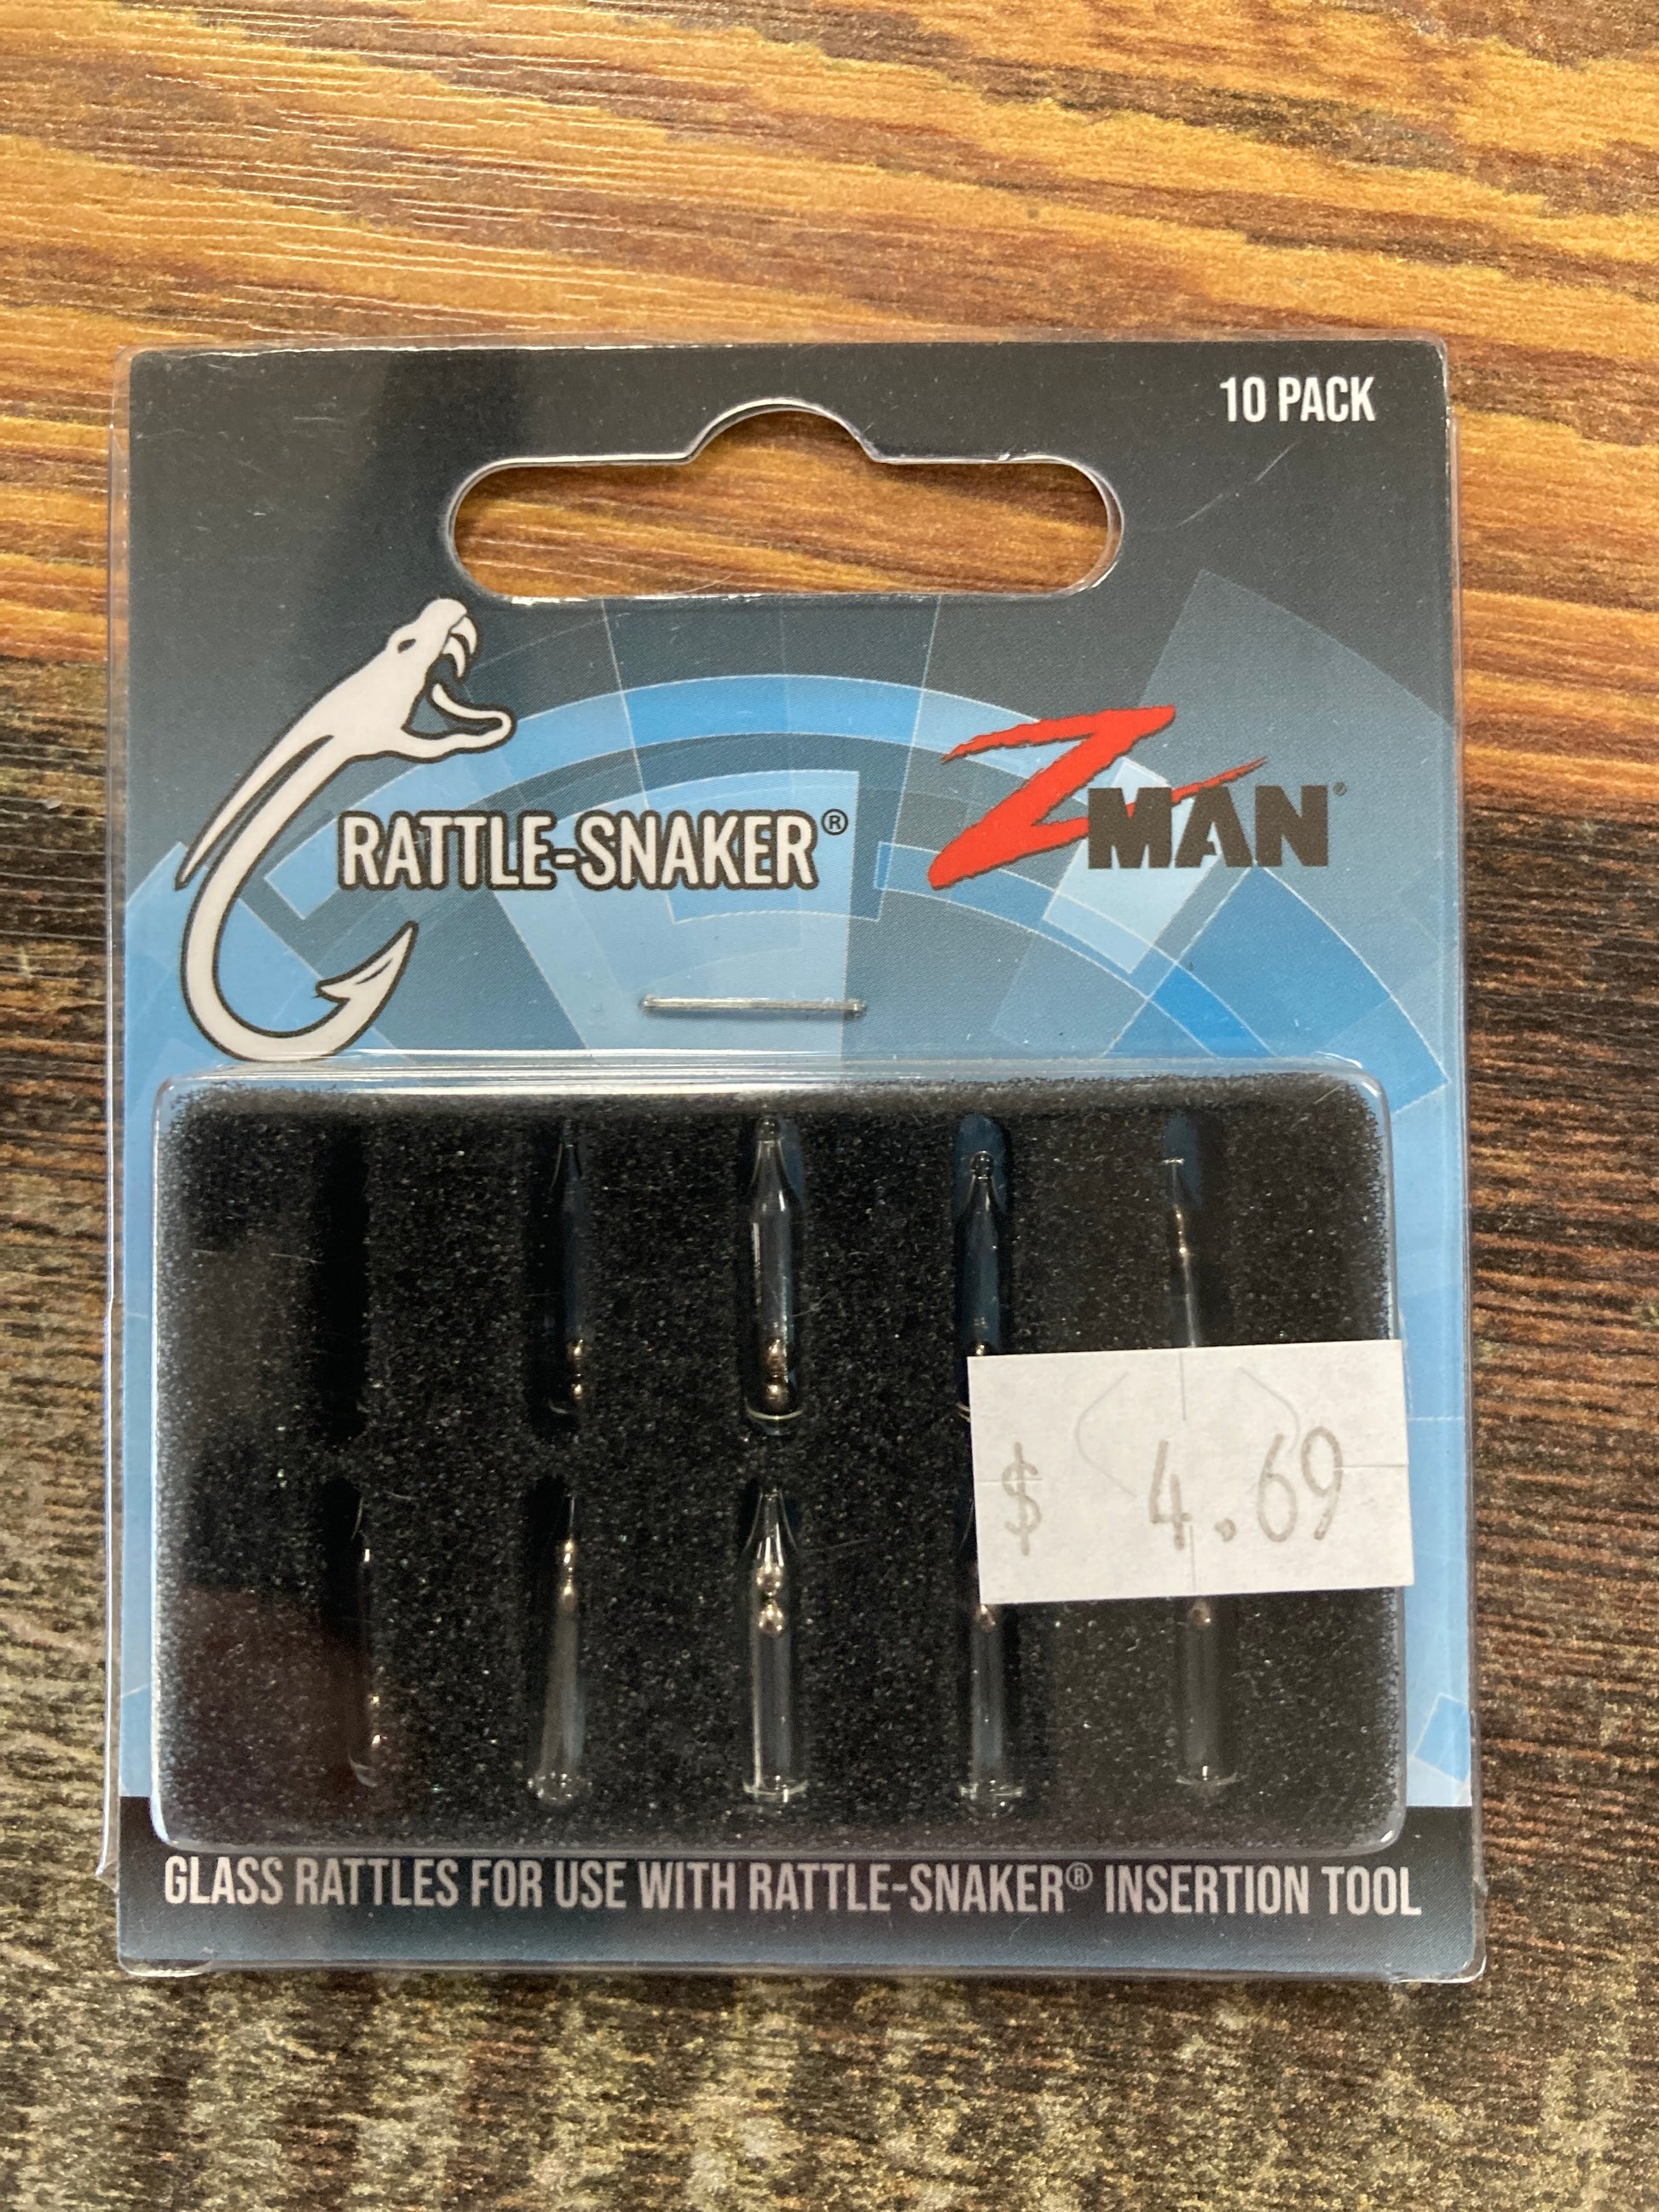 10 PACK
RATTLE-SNAKER®
ZMAN®
$ 4.69
GLASS RATTLES FOR USE WITH RATTLE-SNAKER® INSERTION TOOL